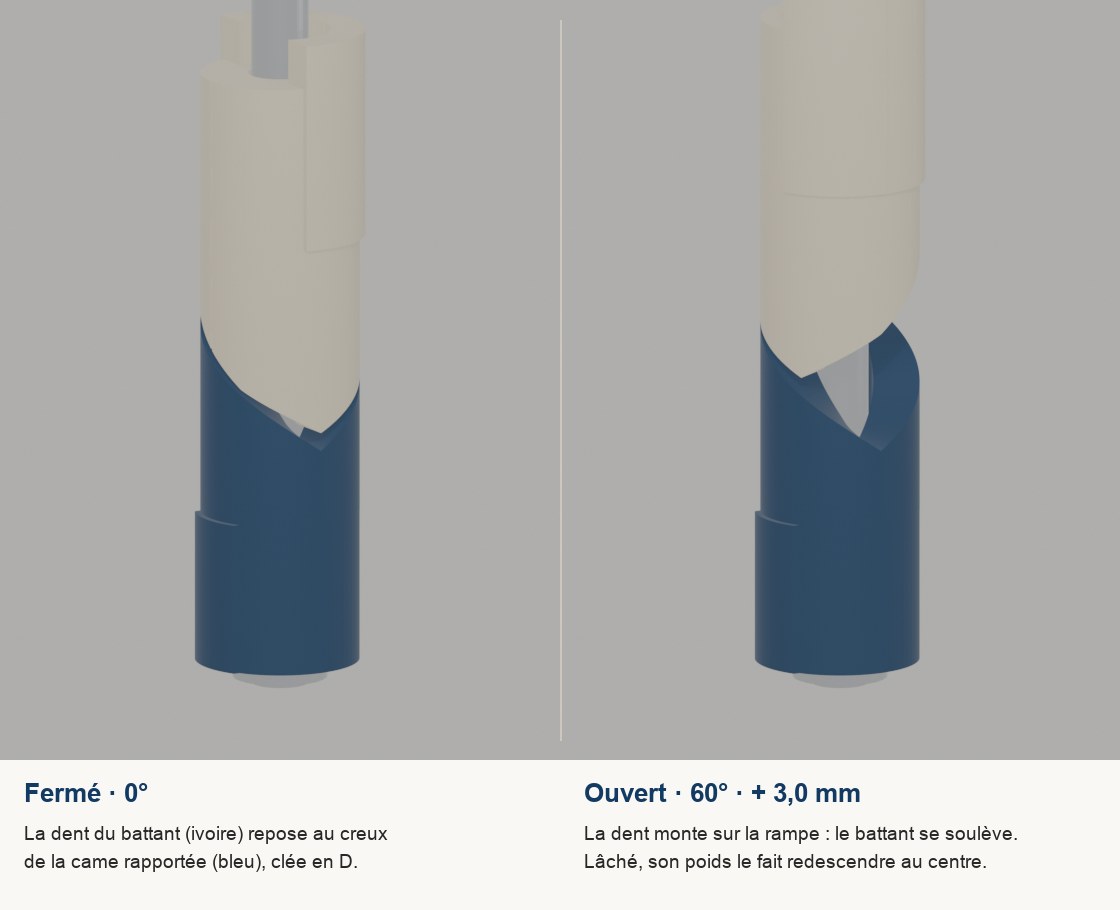 Fermé · 0°
La dent du battant (ivoire) repose au creux
de la came rapportée (bleu), clée en D.
Ouvert · 60° · + 3,0 mm
La dent monte sur la rampe : le battant se soulève.
Lâché, son poids le fait redescendre au centre.